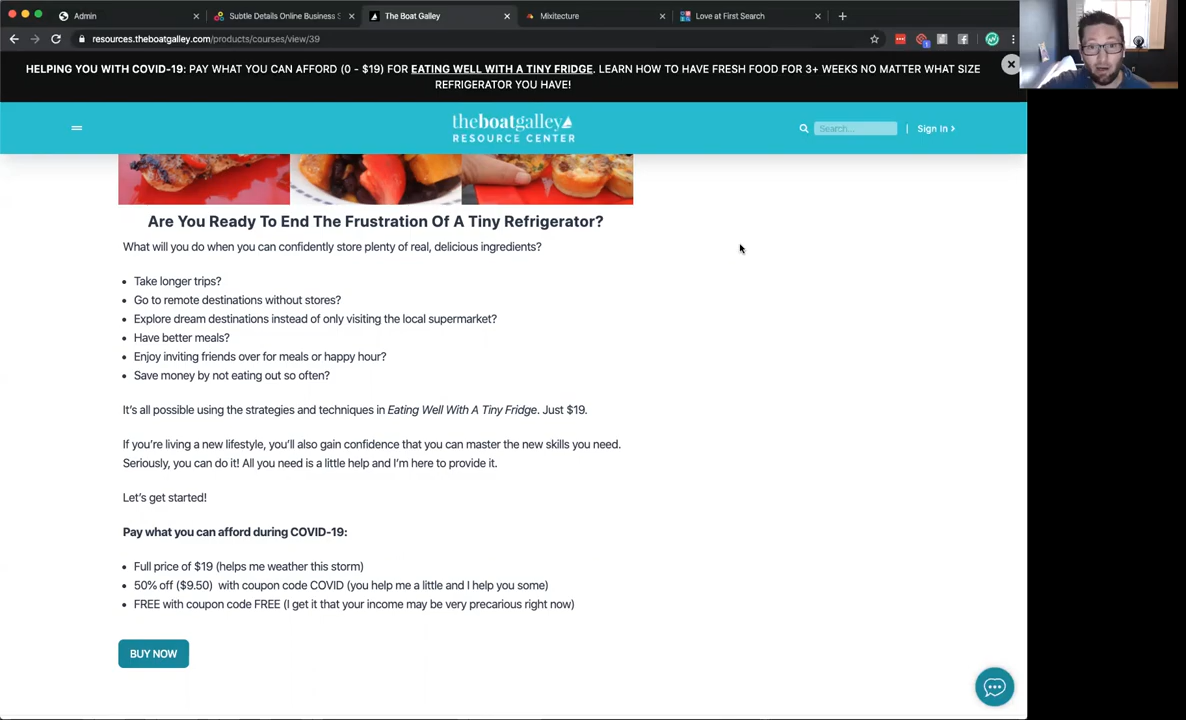 Admin
Subtle Details Online Business S
The Boat Galley
Mixitecture
Love at First Search
resources.theboatgalley.com/products/courses/view/39
HELPING YOU WITH COVID-19: PAY WHAT YOU CAN AFFORD (0 - $19) FOR EATING WELL WITH A TINY FRIDGE. LEARN HOW TO HAVE FRESH FOOD FOR 3+ WEEKS NO MATTER WHAT SIZE
REFRIGERATOR YOU HAVE!
theboatgalley
RESOURCE CENTER
Search...
| Sign In >
Are You Ready To End The Frustration Of A Tiny Refrigerator?
What will you do when you can confidently store plenty of real, delicious ingredients?
• Take longer trips?
• Go to remote destinations without stores?
• Explore dream destinations instead of only visiting the local supermarket?
• Have better meals?
• Enjoy inviting friends over for meals or happy hour?
• Save money by not eating out so often?
It's all possible using the strategies and techniques in Eating Well With A Tiny Fridge. Just $19.
If you're living a new lifestyle, you'll also gain confidence that you can master the new skills you need.
Seriously, you can do it! All you need is a little help and I'm here to provide it.
Let's get started!
Pay what you can afford during COVID-19:
• Full price of $19 (helps me weather this storm)
• 50% off ($9.50) with coupon code COVID (you help me a little and I help you some)
• FREE with coupon code FREE (I get it that your income may be very precarious right now)
BUY NOW